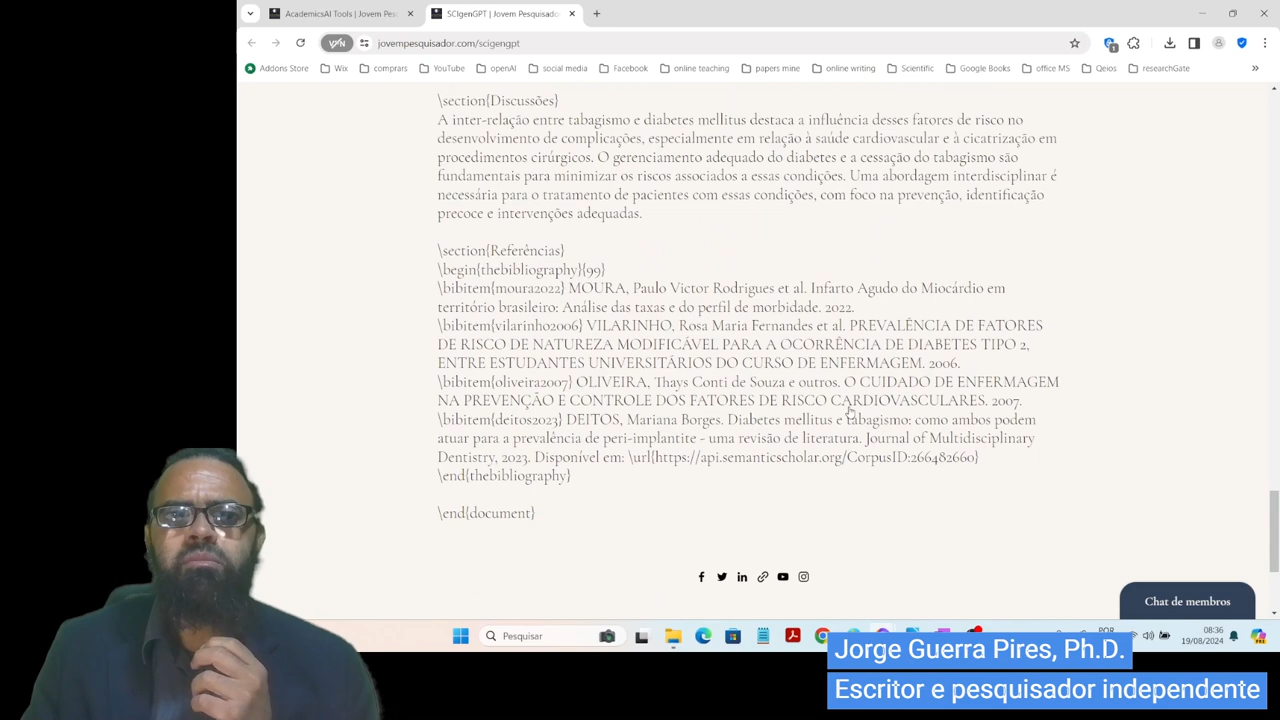 AcademicsAI Tools | Jovem Pes
SCIgenGPT | Jovem Pesquisador
VPN
jovempesquisador.com/scigengpt
1
Addons Store
Wix
comprars
YouTube
openAI
social media
Facebook
online teaching
papers mine
online writing
Scientific
Google Books
office MS
Qeios
researchGate
\section{Discussões}
A inter-relação entre tabagismo e diabetes mellitus destaca a influência desses fatores de risco no
desenvolvimento de complicações, especialmente em relação à saúde cardiovascular e à cicatrização em
procedimentos cirúrgicos. O gerenciamento adequado do diabetes e a cessação do tabagismo são
fundamentais para minimizar os riscos associados a essas condições. Uma abordagem interdisciplinar é
necessária para o tratamento de pacientes com essas condições, com foco na prevenção, identificação
precoce e intervenções adequadas.
\section{Referências}
\begin{thebibliography}{99}
\bibitem{moura2022} MOURA, Paulo Victor Rodrigues et al. Infarto Agudo do Miocárdio em
território brasileiro: Análise das taxas e do perfil de morbidade. 2022.
\bibitem{vilarinho2006} VILARINHO, Rosa Maria Fernandes et al. PREVALÊNCIA DE FATORES
DE RISCO DE NATUREZA MODIFICÁVEL PARA A OCORRÊNCIA DE DIABETES TIPO 2,
ENTRE ESTUDANTES UNIVERSITÁRIOS DO CURSO DE ENFERMAGEM. 2006.
\bibitem{oliveira2007} OLIVEIRA, Thays Conti de Souza e outros. O CUIDADO DE ENFERMAGEM
NA PREVENÇÃO E CONTROLE DOS FATORES DE RISCO CARDIOVASCULARES. 2007.
\bibitem{deitos2023} DEITOS, Mariana Borges. Diabetes mellitus e tabagismo: como ambos podem
atuar para a prevalência de peri-implantite - uma revisão de literatura. Journal of Multidisciplinary
Dentistry, 2023. Disponível em: \url{https://api.semanticscholar.org/CorpusID:266482660}
\end{thebibliography}
\end{document}
Chat de membros
Pesquisar
POR
08:36
19/08/2024
Jorge Guerra Pires, Ph.D.
Escritor e pesquisador independente